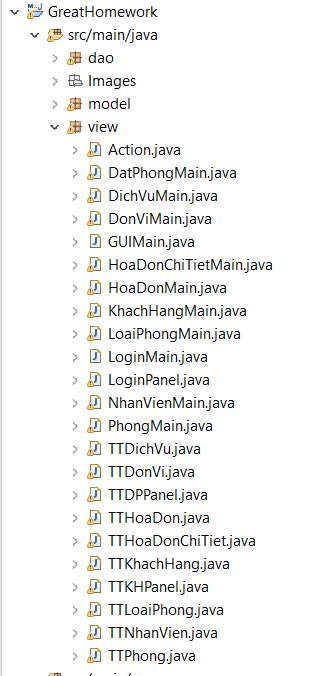 GreatHomework
src/main/java
dao
Images
model
view
Action.java
DatPhongMain.java
DichVuMain.java
DonViMain.java
GUIMain.java
HoaDonChiTietMain.java
HoaDonMain.java
KhachHangMain.java
LoaiPhongMain.java
LoginMain.java
LoginPanel.java
NhanVienMain.java
PhongMain.java
TTDichVu.java
TTDonVi.java
TTDPPanel.java
TTHoaDon.java
TTHoaDonChiTiet.java
TTKhachHang.java
TTKHPanel.java
TTLoaiPhong.java
TTNhanVien.java
TTPhong.java